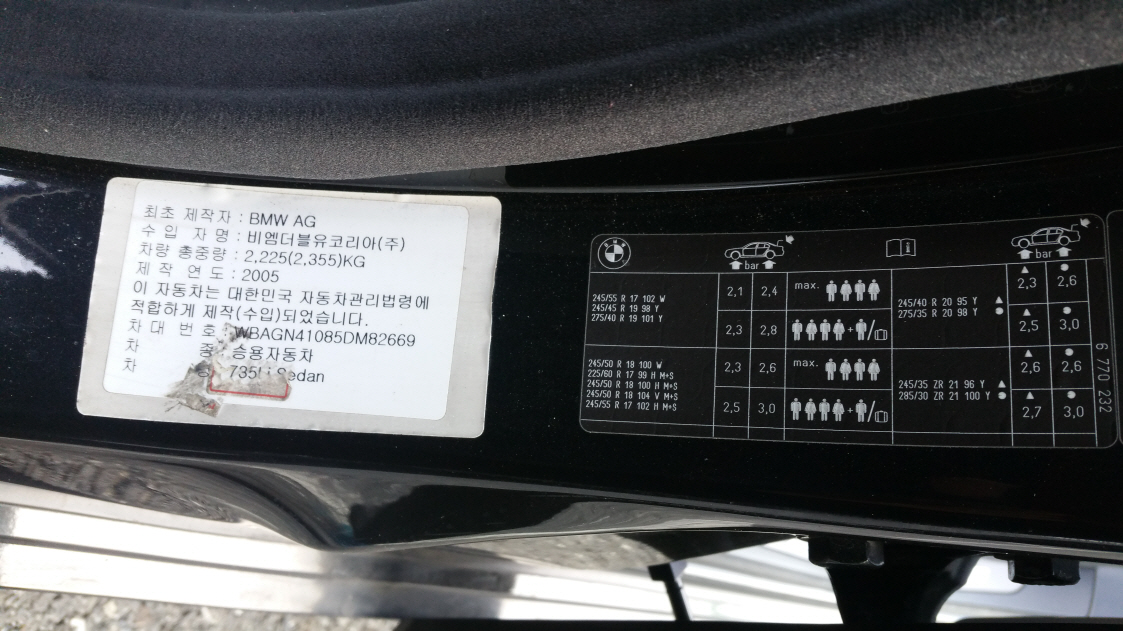 최초 제작자 : BMW AG
수 입 자 명 : 비엠더블유코리아(주)
차량 총중량 : 2,225(2,355)KG
제 작 연 도 : 2005
이 자동차는 대한민국 자동차관리법령에
적합하게 제작(수입)되었습니다.
차 대 번 호 : WBAGN41085DM82669
차 종 : 승용자동차
차 명 : 735Li Sedan
BMW
bar
245/55 R 17 102 W
245/45 R 19 98 Y
275/40 R 19 101 Y
2,1 2,4 max.
2,3 2,8
245/50 R 18 100 W
225/60 R 17 99 H M+S
245/50 R 18 100 H M+S
245/50 R 18 104 V M+S
245/55 R 17 102 H M+S
2,3 2,6 max.
2,5 3,0
bar
245/40 R 20 95 Y
275/35 R 20 98 Y
2,3 2,6
2,5 3,0
245/35 ZR 21 96 Y
285/30 ZR 21 100 Y
2,6 2,6
2,7 3,0
6 770 232